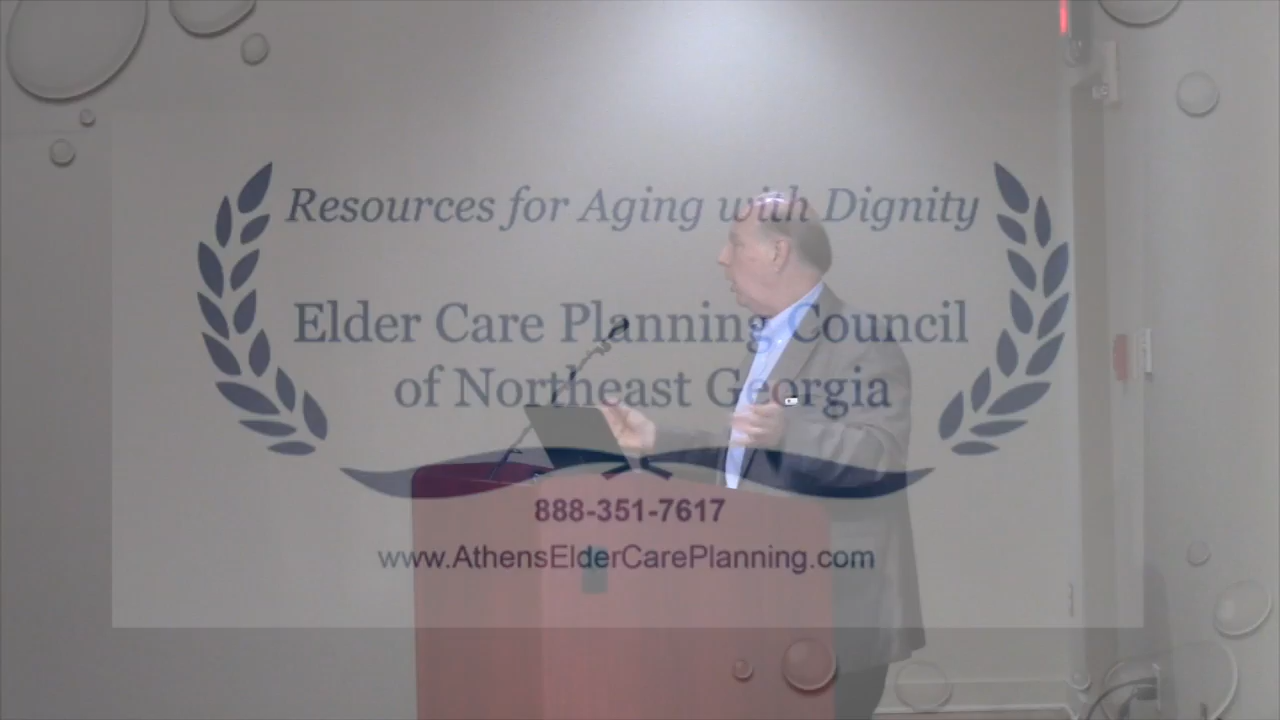 Resources for Aging with Dignity
Elder Care Planning Council
of Northeast Georgia
888-351-7617
www.AthensElderCarePlanning.com